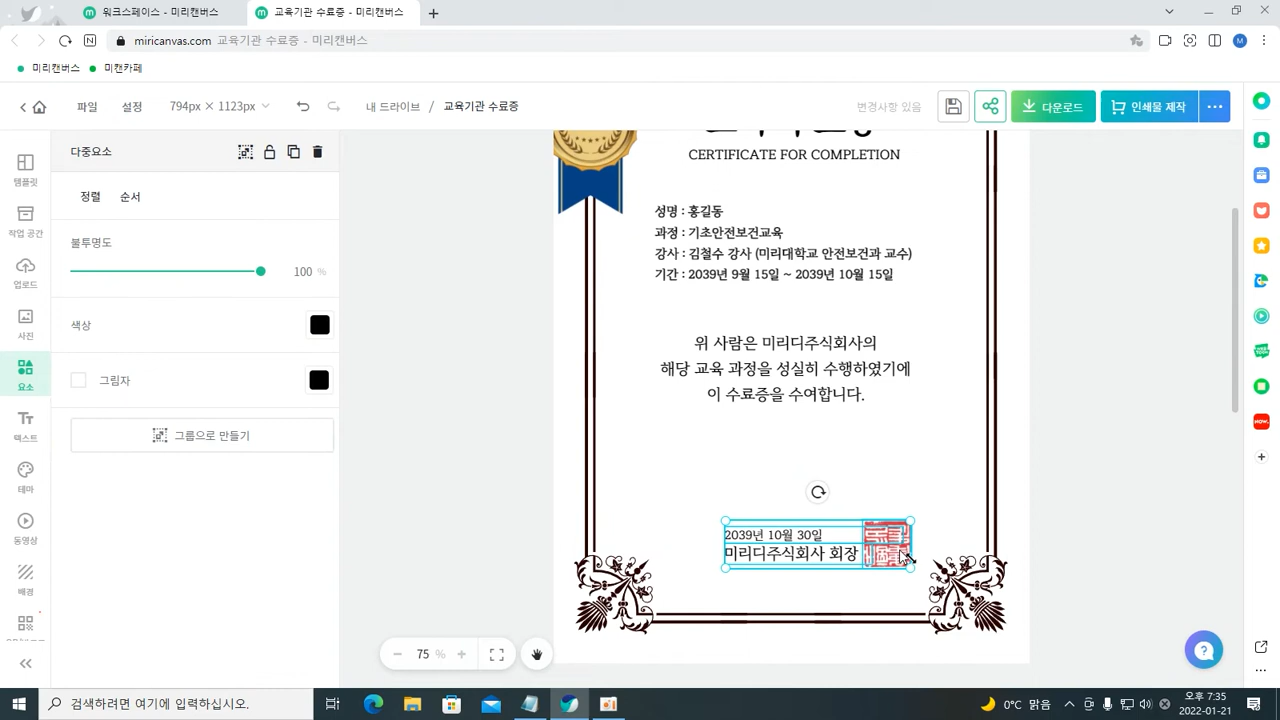 워크스페이스 - 미리캔버스
교육기관 수료증 - 미리캔버스
miricanvas.com 교육기관 수료증 - 미리캔버스
미리캔버스
미캔카페
파일
설정
794px × 1123px
내 드라이브 / 교육기관 수료증
변경사항 있음
다운로드
인쇄물 제작
템플릿
작업 공간
업로드
사진
요소
텍스트
테마
동영상
배경
다중요소
정렬
순서
불투명도
100 %
색상
그림자
그룹으로 만들기
CERTIFICATE FOR COMPLETION
성명 : 홍길동
과정 : 기초안전보건교육
강사 : 김철수 강사 (미리대학교 안전보건과 교수)
기간 : 2039년 9월 15일 ~ 2039년 10월 15일
위 사람은 미리디주식회사의
해당 교육 과정을 성실히 수행하였기에
이 수료증을 수여합니다.
2039년 10월 30일
미리디주식회사 회장
75 %
NOW.
검색하려면 여기에 입력하십시오.
0°C 맑음
오후 7:35
2022-01-21